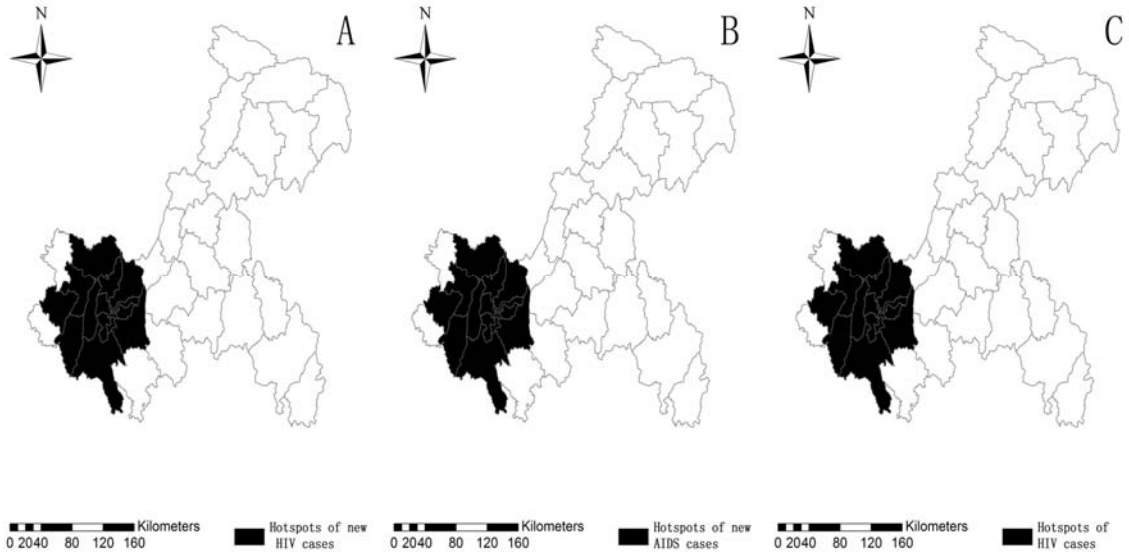 N
A
N
B
N
C
Kilometers
0 2040 80 120 160
Hotspots of new
HIV cases
Kilometers
0 2040 80 120 160
Hotspots of new
AIDS cases
Kilometers
0 2040 80 120 160
Hotspots of
HIV cases